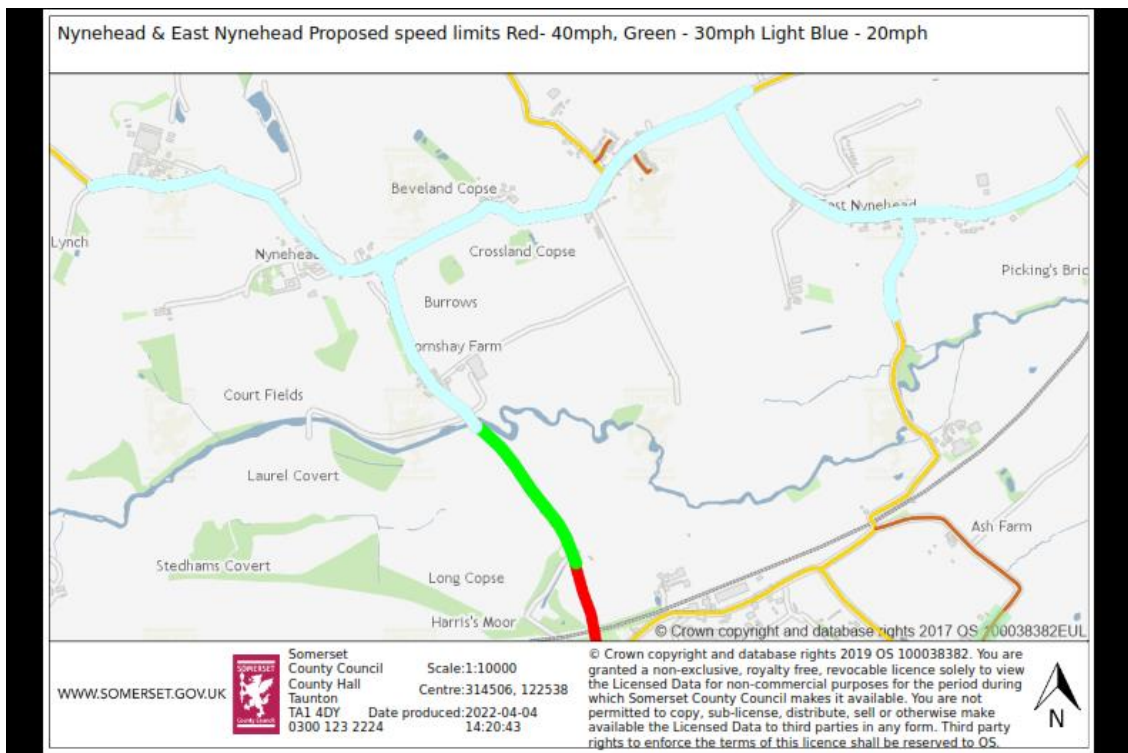 Nynehead & East Nynehead Proposed speed limits Red- 40mph, Green - 30mph Light Blue - 20mph
Beveland Copse
East Nynehead
Lynch
Nynehead
Crossland Copse
Picking's Bric
Burrows
ornshay Farm
Court Fields
Laurel Covert
Ash Farm
Stedhams Covert
Long Copse
Harris's Moor
© Crown copyright and database rights 2017 OS 100038382EUL
WWW.SOMERSET.GOV.UK
SOMERSET
County Council
Somerset
County Council
County Hall
Taunton
TA1 4DY
0300 123 2224
Scale:1:10000
Centre:314506, 122538
Date produced:2022-04-04
14:20:43
© Crown copyright and database rights 2019 OS 100038382. You are
granted a non-exclusive, royalty free, revocable licence solely to view
the Licensed Data for non-commercial purposes for the period during
which Somerset County Council makes it available. You are not
permitted to copy, sub-license, distribute, sell or otherwise make
available the Licensed Data to third parties in any form. Third party
rights to enforce the terms of this licence shall be reserved to OS.
N